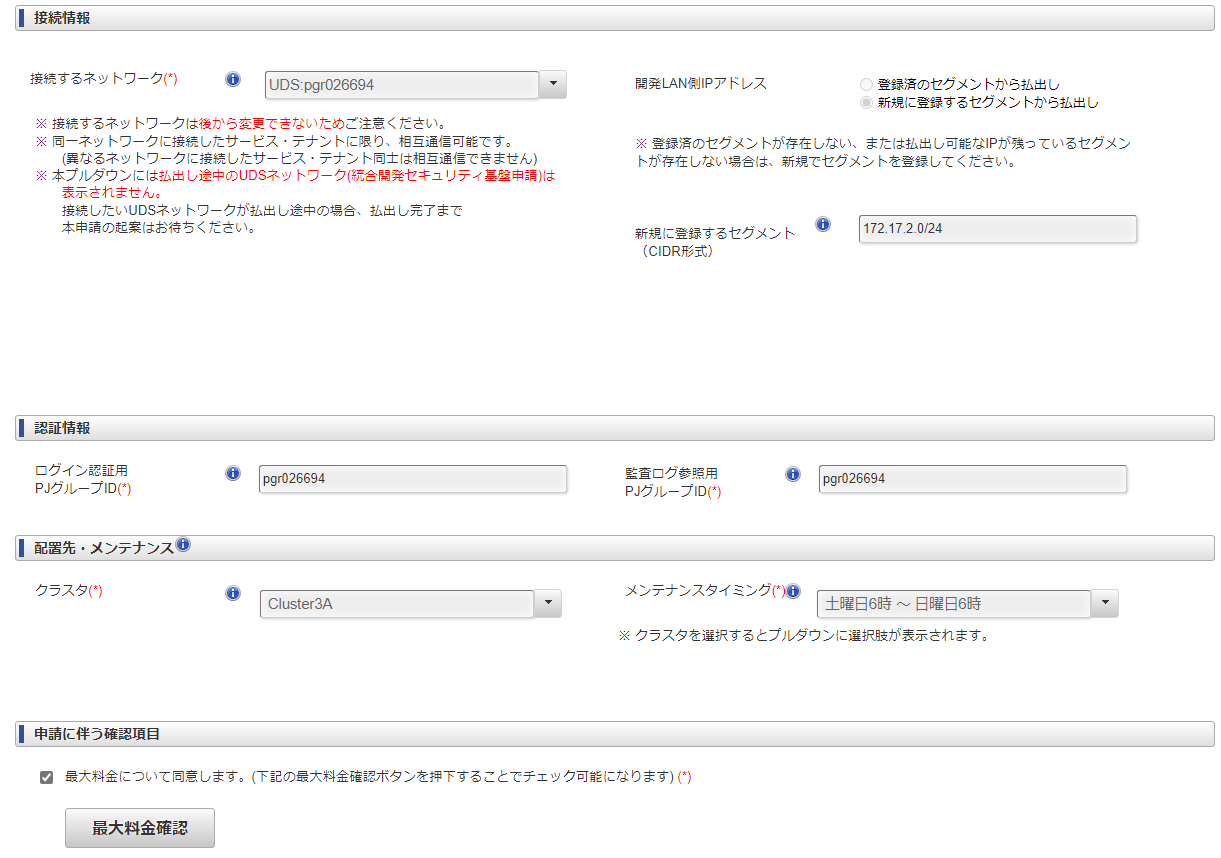 接続情報
接続するネットワーク(*)
UDS:pgr026694
※ 接続するネットワークは後から変更できないためご注意ください。
※ 同一ネットワークに接続したサービス・テナントに限り、相互通信可能です。
(異なるネットワークに接続したサービス・テナント同士は相互通信できません)
※ 本プルダウンには払出し途中のUDSネットワーク(統合開発セキュリティ基盤申請)は
表示されません。
接続したいUDSネットワークが払出し途中の場合、払出し完了まで
本申請の起案はお待ちください。
開発LAN側IPアドレス
登録済のセグメントから払出し
新規に登録するセグメントから払出し
※ 登録済のセグメントが存在しない、または払出し可能なIPが残っているセグメン
トが存在しない場合は、新規でセグメントを登録してください。
新規に登録するセグメント
（CIDR形式）
172.17.2.0/24
認証情報
ログイン認証用
PJグループID(*)
pgr026694
監査ログ参照用
PJグループID(*)
pgr026694
配置先・メンテナンス
クラスタ(*)
Cluster3A
メンテナンスタイミング(*)
土曜日6時 ～ 日曜日6時
※ クラスタを選択するとプルダウンに選択肢が表示されます。
申請に伴う確認項目
最大料金について同意します。(下記の最大料金確認ボタンを押下することでチェック可能になります) (*)
最大料金確認